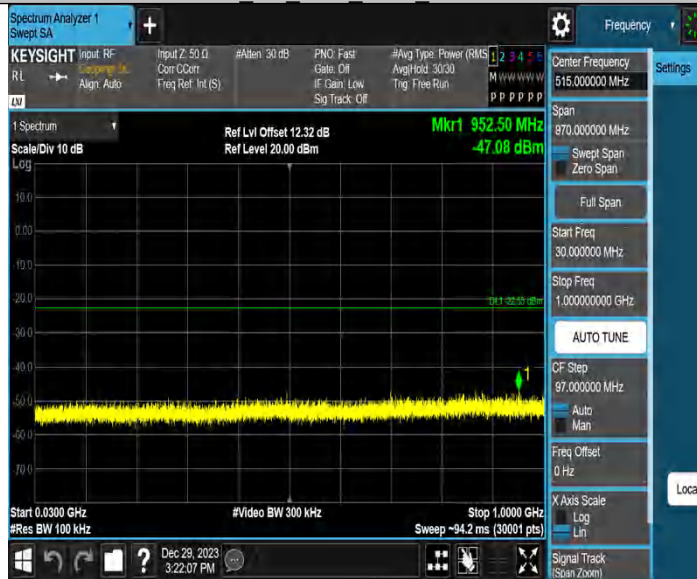 Spectrum Analyzer 1
Swept SA
Frequency
KEYSIGHT
RL
Input: RF
Coupling: DC
Align: Auto
Input Z: 50 Ω
Corr CCorr
Freq Ref: Int (S)
#Atten: 30 dB
PNO: Fast
Gate: Off
IF Gain: Low
Sig Track: Off
#Avg Type: Power (RMS
Avg|Hold: 30/30
Trig: Free Run
1 2 3 4 5 6
M W W W W W
P P P P P P
LXI
1 Spectrum
Scale/Div 10 dB
Log
Ref Lvl Offset 12.32 dB
Ref Level 20.00 dBm
Mkr1 952.50 MHz
-47.08 dBm
10.0
0.00
-10.0
-20.0
-30.0
-40.0
-50.0
-60.0
-70.0
1
Start 0.0300 GHz
#Res BW 100 kHz
#Video BW 300 kHz
Stop 1.0000 GHz
Sweep ~94.2 ms (30001 pts)
Dec 29, 2023
3:22:07 PM
Center Frequency
515.000000 MHz
Span
970.000000 MHz
Swept Span
Zero Span
Full Span
Start Freq
30.000000 MHz
Stop Freq
1.000000000 GHz
AUTO TUNE
CF Step
97.000000 MHz
Auto
Man
Freq Offset
0 Hz
X Axis Scale
Log
Lin
Signal Track
(Span Zoom)
Settings
Loca